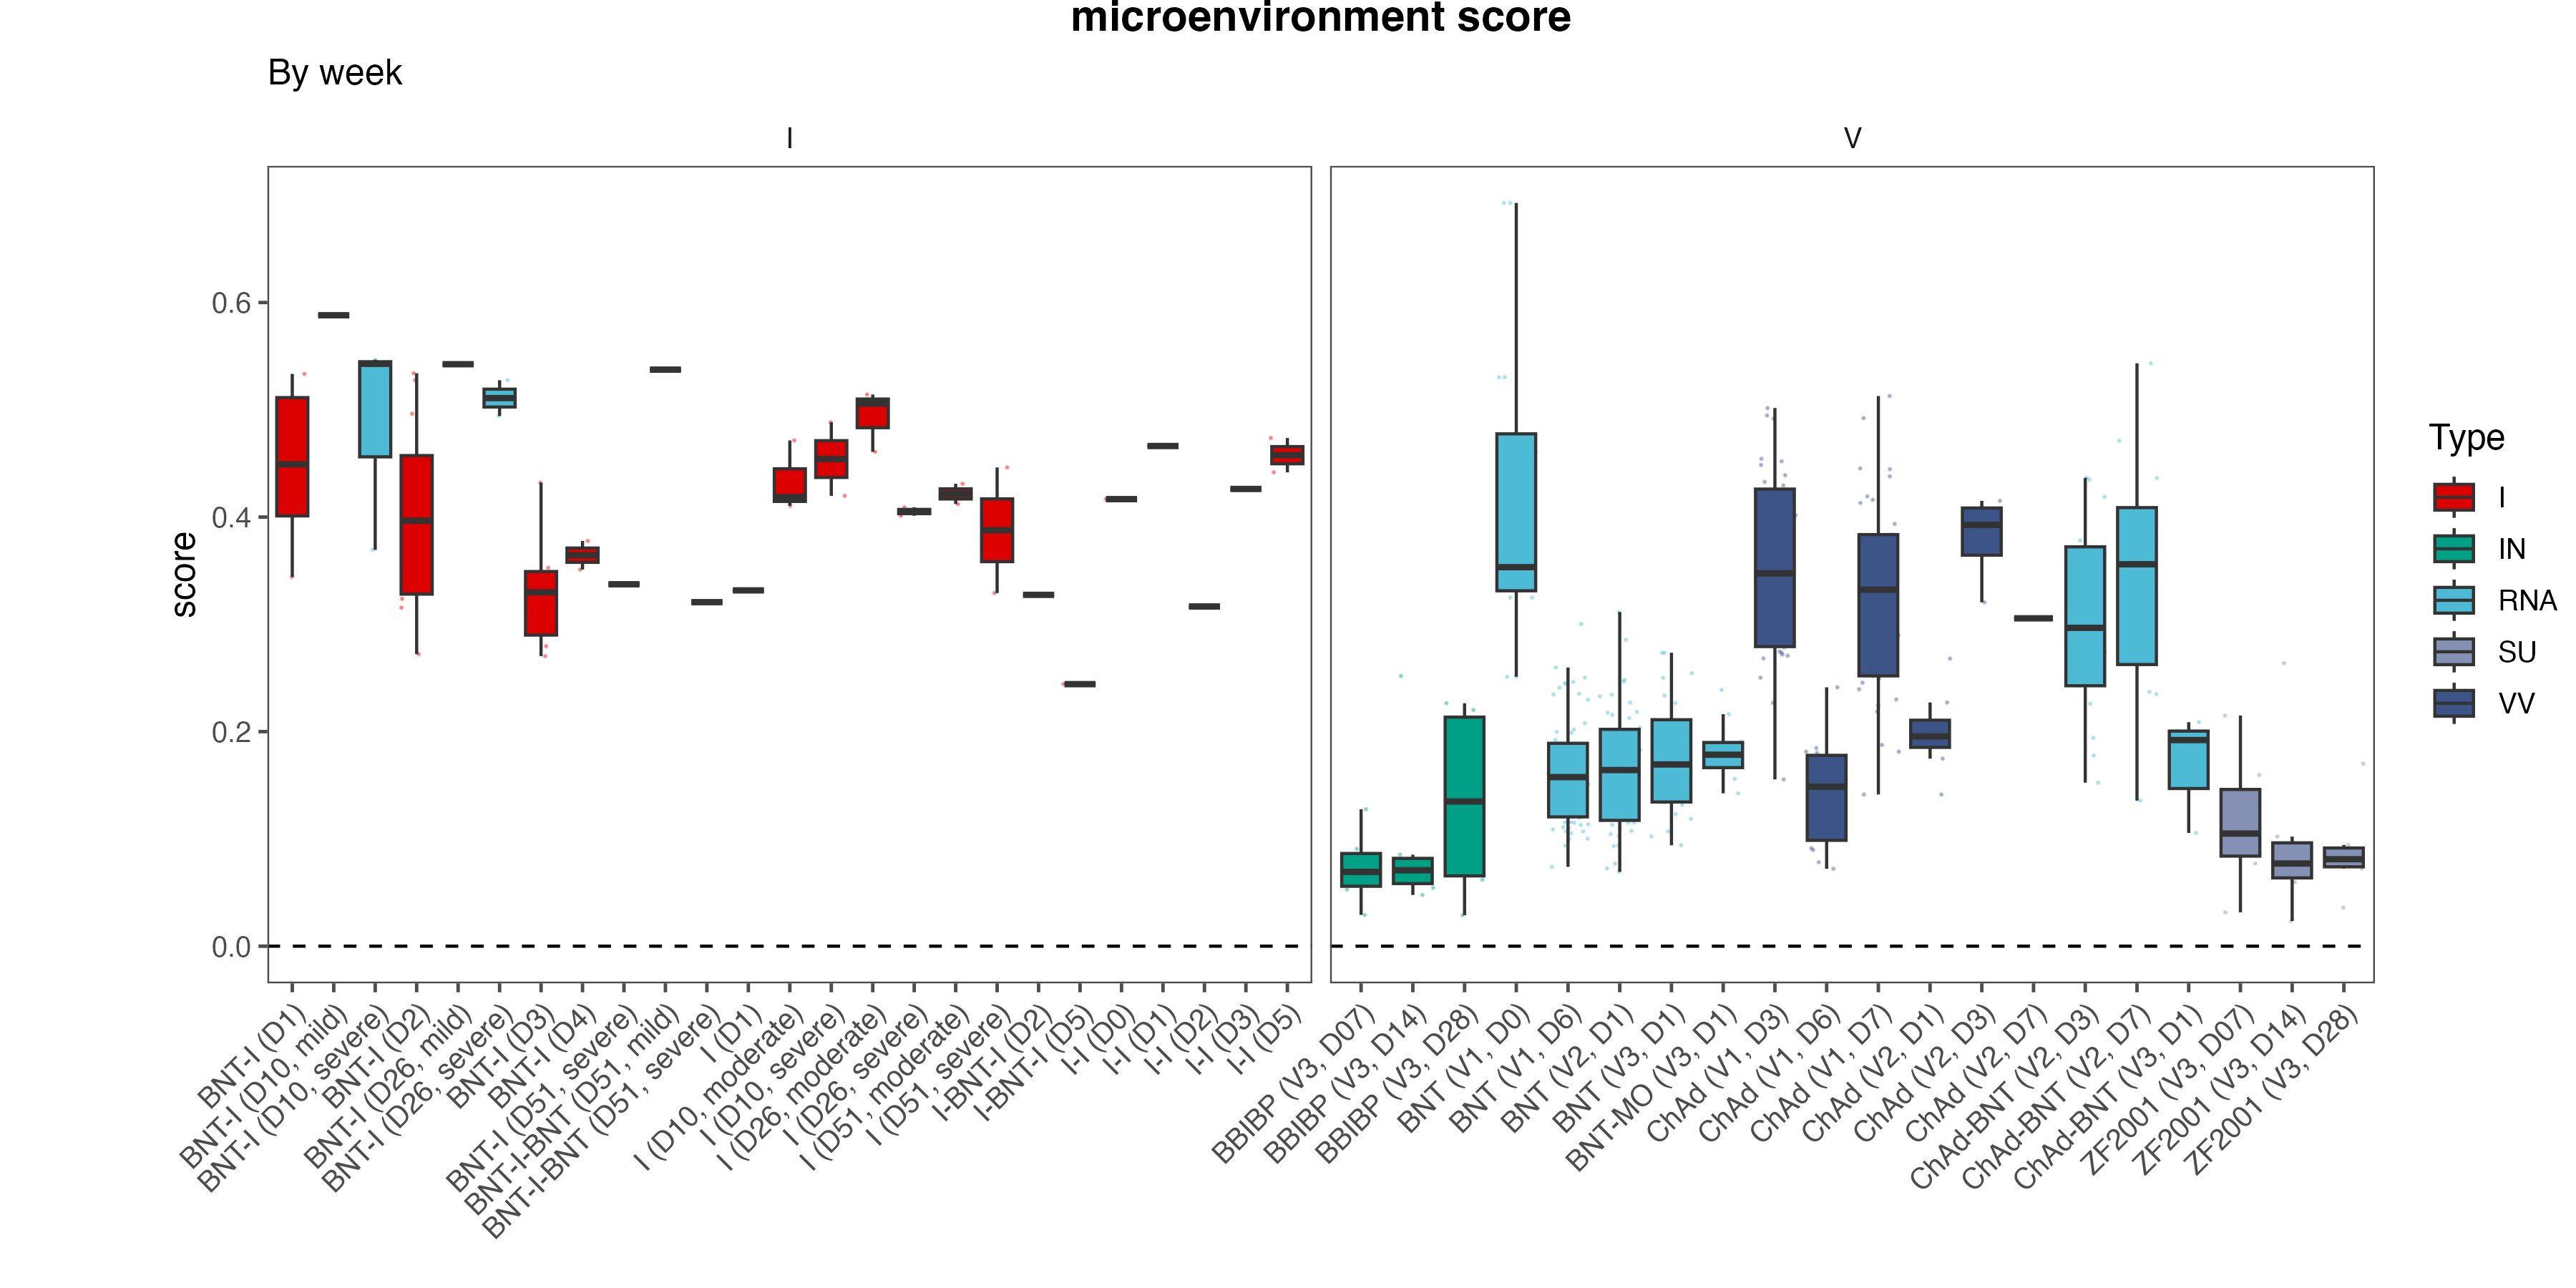 microenvironment score
By week
I
V
score
0.6
0.4
0.2
0.0
BNT-I (D1)
BNT-I (D10, mild)
BNT-I (D10, severe)
BNT-I (D2)
BNT-I (D26, mild)
BNT-I (D26, severe)
BNT-I (D3)
BNT-I (D4)
BNT-I (D51, severe)
BNT-I-BNT (D51, mild)
BNT-I-BNT (D51, severe)
I (D1)
I (D10, moderate)
I (D10, severe)
I (D26, moderate)
I (D26, severe)
I (D51, moderate)
I (D51, severe)
I-BNT-I (D2)
I-BNT-I (D5)
I-I (D0)
I-I (D1)
I-I (D2)
I-I (D3)
I-I (D5)
BBIBP (V3, D07)
BBIBP (V3, D14)
BBIBP (V3, D28)
BNT (V1, D0)
BNT (V1, D6)
BNT (V2, D1)
BNT (V3, D1)
BNT-MO (V3, D1)
ChAd (V1, D3)
ChAd (V1, D6)
ChAd (V1, D7)
ChAd (V2, D1)
ChAd (V2, D3)
ChAd (V2, D7)
ChAd-BNT (V2, D3)
ChAd-BNT (V2, D7)
ChAd-BNT (V3, D1)
ZF2001 (V3, D07)
ZF2001 (V3, D14)
ZF2001 (V3, D28)
Type
I
IN
RNA
SU
VV